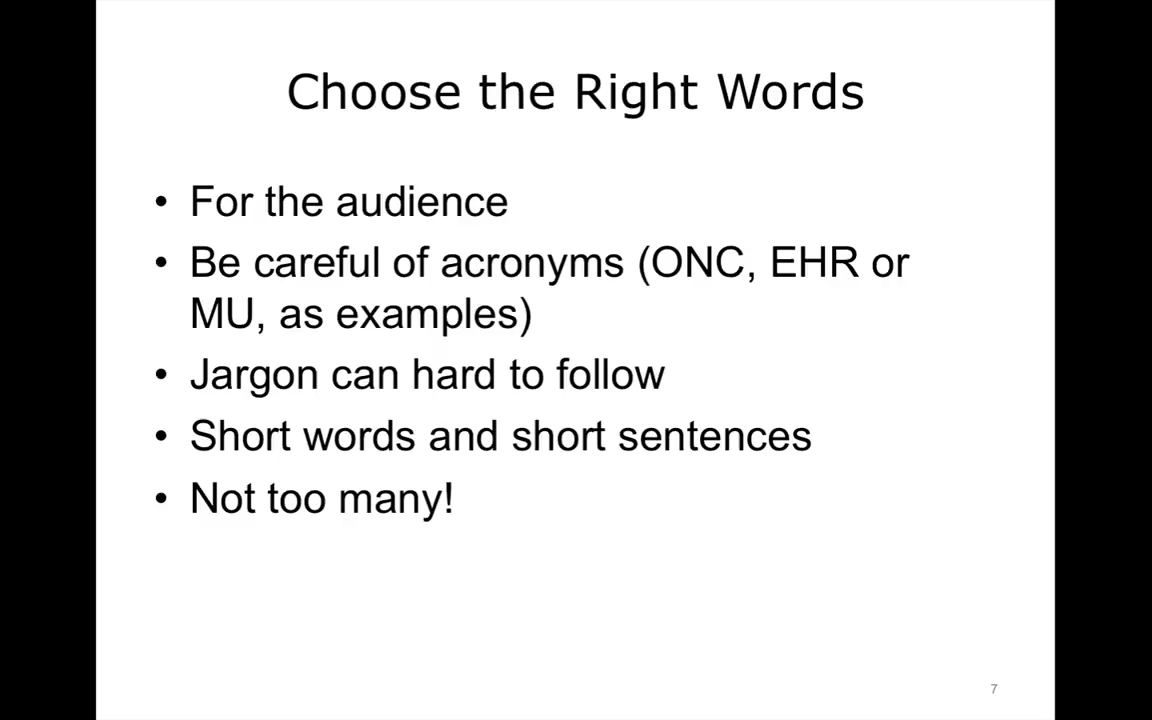 Choose the Right Words
• For the audience
• Be careful of acronyms (ONC, EHR or
MU, as examples)
• Jargon can hard to follow
• Short words and short sentences
• Not too many!
7